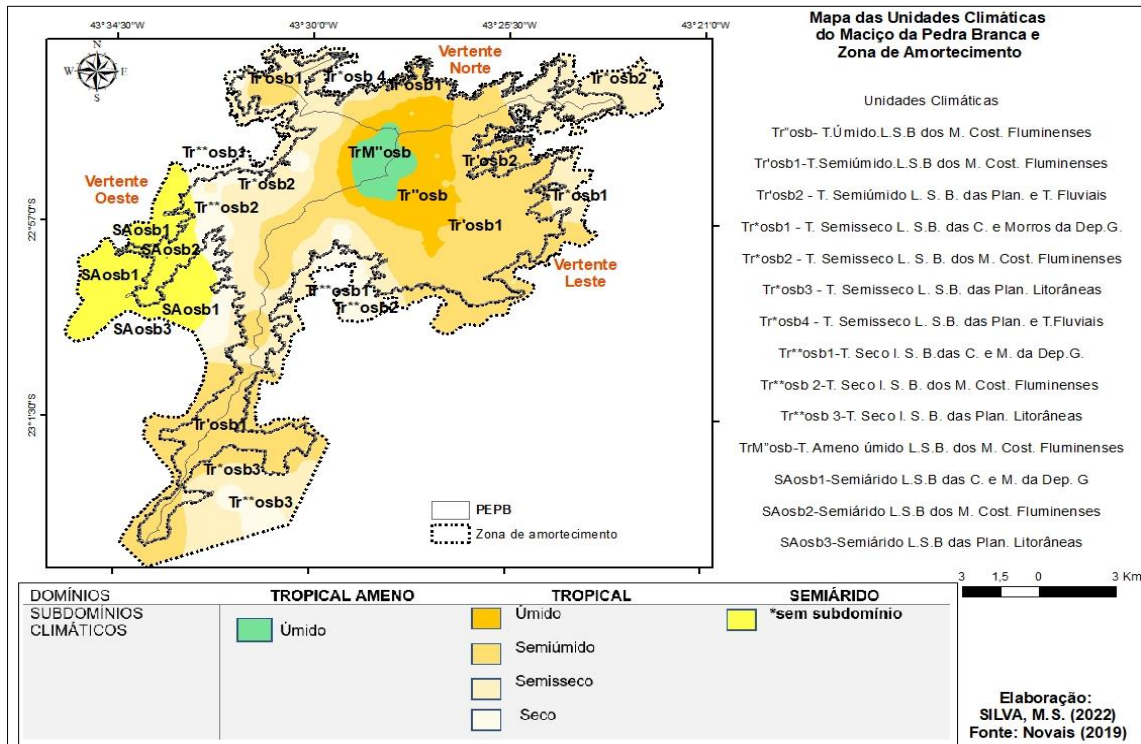 43°34'30"W
43°30'00"W
43°25'30"W
43°21'0"W
22°57'0"S
23°1'30"S
N
W E
S
Vertente
Norte
Vertente
Oeste
Vertente
Leste
Tr'osb1
Tr*osb 4
Tr'osb1
Tr*osb2
Tr**osb1
Tr*osb2
TrM"osb
Tr'osb2
Tr**osb2
Tr"osb
Tr'osb1
Tr*osb1
SAosb1
SAosb2
SAosb1
SAosb1
SAosb3
Tr**osb1
Tr**osb2
Tr'osb1
Tr*osb3
Tr**osb3
PEPB
Zona de amortecimento
Mapa das Unidades Climáticas
do Maciço da Pedra Branca e
Zona de Amortecimento
Unidades Climáticas
Tr"osb- T.Úmido.L.S.B dos M. Cost. Fluminenses
Tr'osb1-T.Semiúmido.L.S.B dos M. Cost. Fluminenses
Tr'osb2 - T. Semiúmido L. S. B. das Plan. e T. Fluviais
Tr*osb1 - T. Semisseco L. S.B. das C. e Morros da Dep.G.
Tr*osb2 - T. Semisseco L. S. B. dos M. Cost. Fluminenses
Tr*osb3 - T. Semisseco L. S.B. das Plan. Litorâneas
Tr*osb4 - T. Semisseco L. S.B. das Plan. e T.Fluviais
Tr**osb1-T. Seco l. S. B.das C. e M. da Dep.G.
Tr**osb 2-T. Seco l. S. B. dos M. Cost. Fluminenses
Tr**osb 3-T. Seco l. S. B. das Plan. Litorâneas
TrM"osb-T. Ameno úmido L.S.B. dos M. Cost. Fluminenses
SAosb1-Semiárido L.S.B das C. e M. da Dep. G
SAosb2-Semiárido L.S.B dos M. Cost. Fluminenses
SAosb3-Semiárido L.S.B das Plan. Litorâneas
3 1,5 0 3 Km
DOMÍNIOS TROPICAL AMENO TROPICAL SEMIÁRIDO
SUBDOMÍNIOS
CLIMÁTICOS
Úmido
Úmido
Semiúmido
Semisseco
Seco
*sem subdomínio
Elaboração:
SILVA, M.S. (2022)
Fonte: Novais (2019)